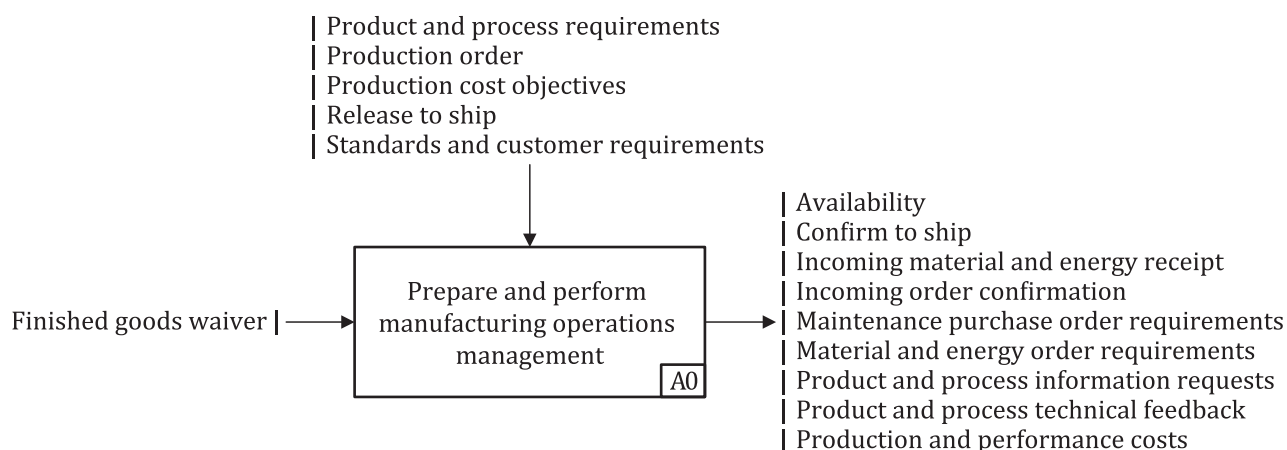 Product and process requirements
Production order
Production cost objectives
Release to ship
Standards and customer requirements
Finished goods waiver
Prepare and perform
manufacturing operations
management
A0
Availability
Confirm to ship
Incoming material and energy receipt
Incoming order confirmation
Maintenance purchase order requirements
Material and energy order requirements
Product and process information requests
Product and process technical feedback
Production and performance costs